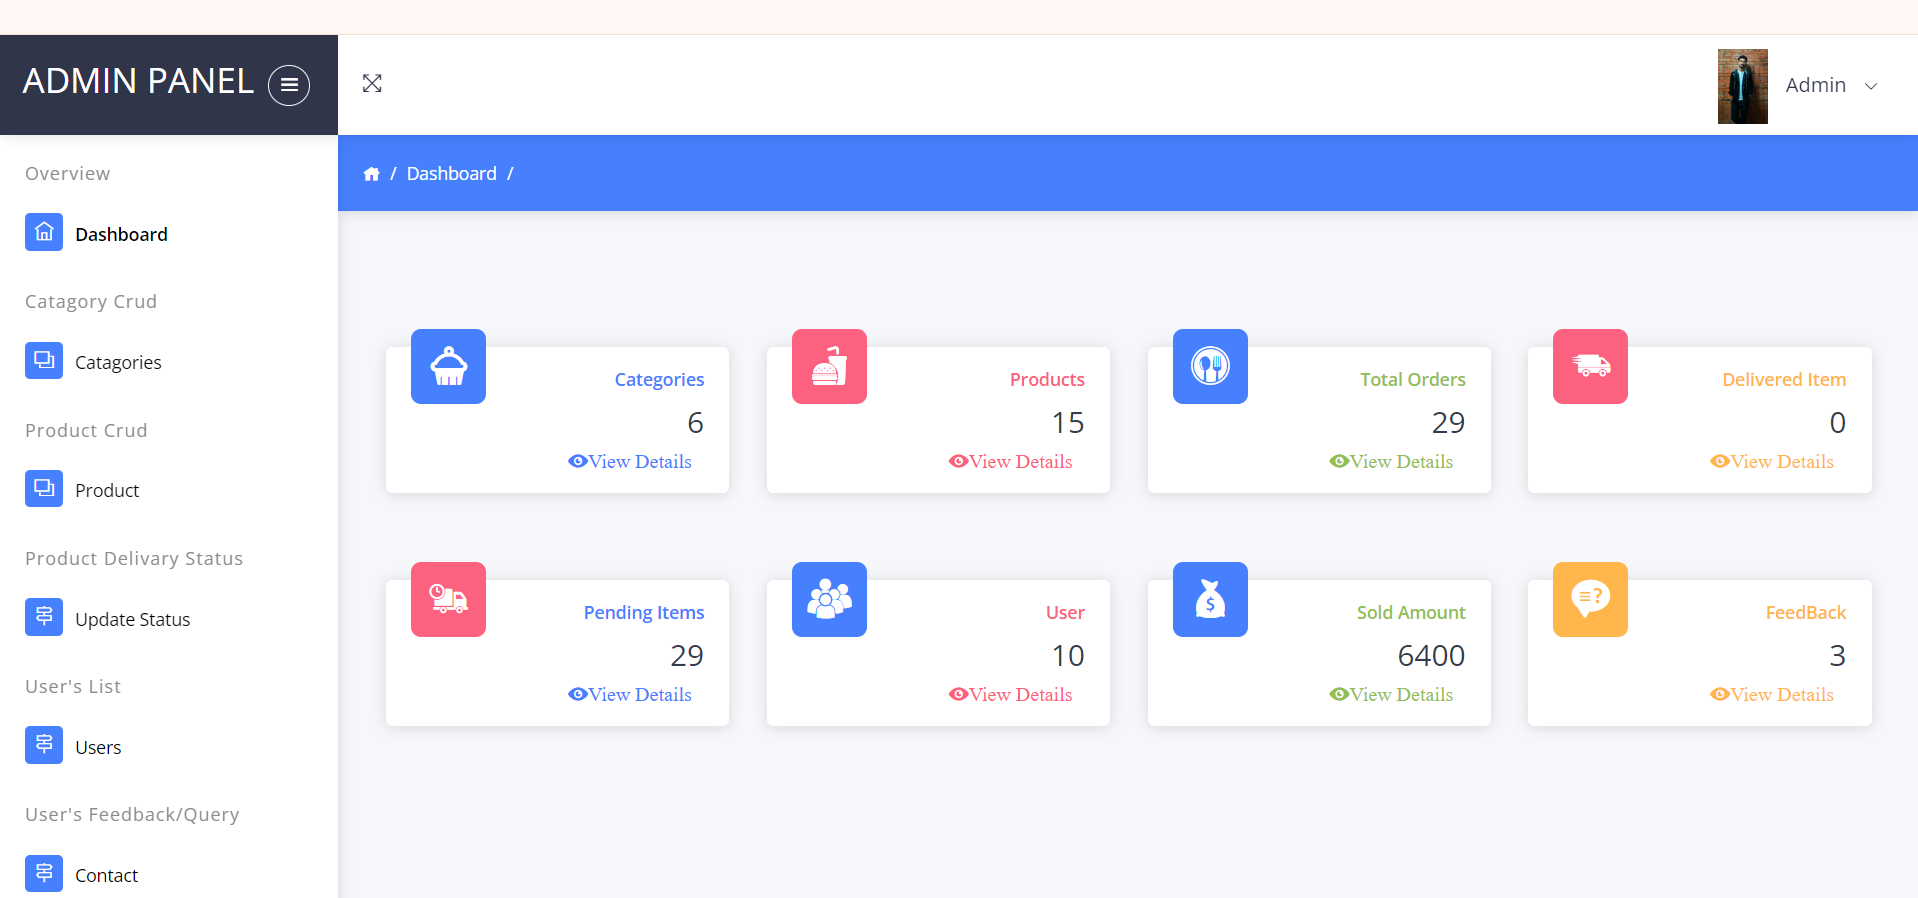 ADMIN PANEL
Admin
Overview
Dashboard
Catagory Crud
Catagories
Product Crud
Product
Product Delivary Status
Update Status
User's List
Users
User's Feedback/Query
Contact
/ Dashboard /
Categories
6
View Details
Products
15
View Details
Total Orders
29
View Details
Delivered Item
0
View Details
Pending Items
29
View Details
User
10
View Details
Sold Amount
6400
View Details
FeedBack
3
View Details